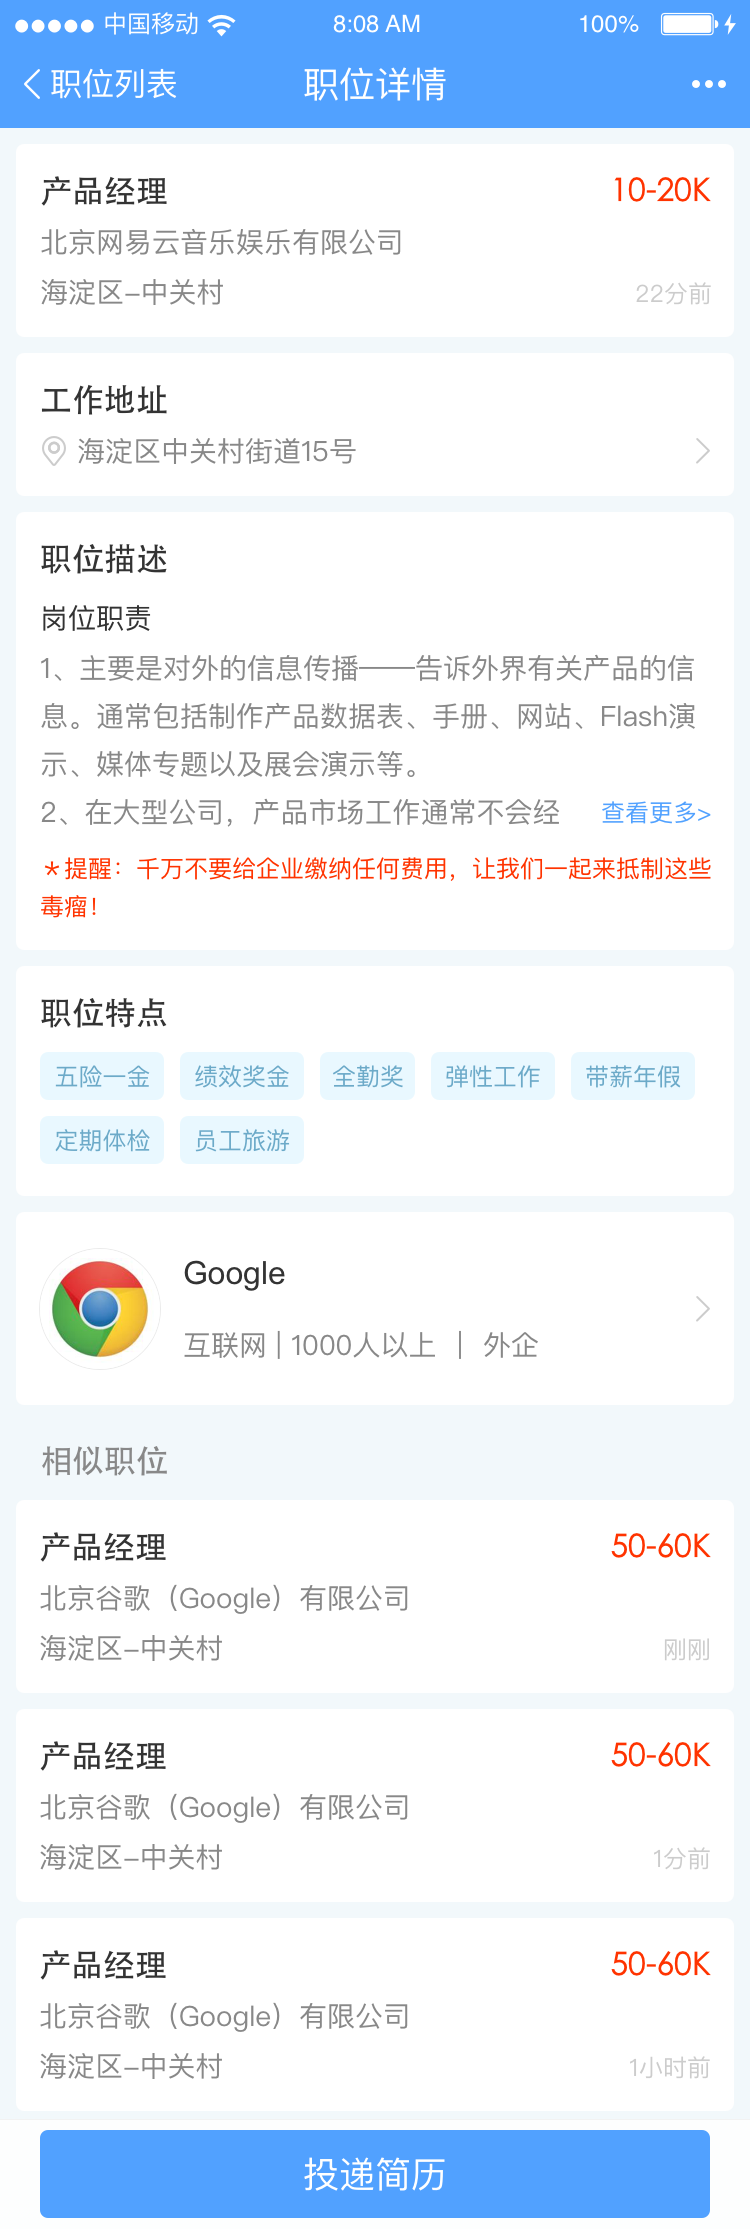 中国移动 8:08 AM 100%
职位列表 职位详情
产品经理 10-20K
北京网易云音乐娱乐有限公司
海淀区–中关村 22分前
工作地址
海淀区中关村街道15号
职位描述
岗位职责
1、主要是对外的信息传播——告诉外界有关产品的信
息。通常包括制作产品数据表、手册、网站、Flash演
示、媒体专题以及展会演示等。
2、在大型公司，产品市场工作通常不会经 查看更多>
＊提醒：千万不要给企业缴纳任何费用，让我们一起来抵制这些
毒瘤！
职位特点
五险一金 绩效奖金 全勤奖 弹性工作 带薪年假
定期体检 员工旅游
Google
互联网 | 1000人以上 | 外企
相似职位
产品经理 50-60K
北京谷歌（Google）有限公司
海淀区–中关村 刚刚
产品经理 50-60K
北京谷歌（Google）有限公司
海淀区–中关村 1分前
产品经理 50-60K
北京谷歌（Google）有限公司
海淀区–中关村 1小时前
投递简历